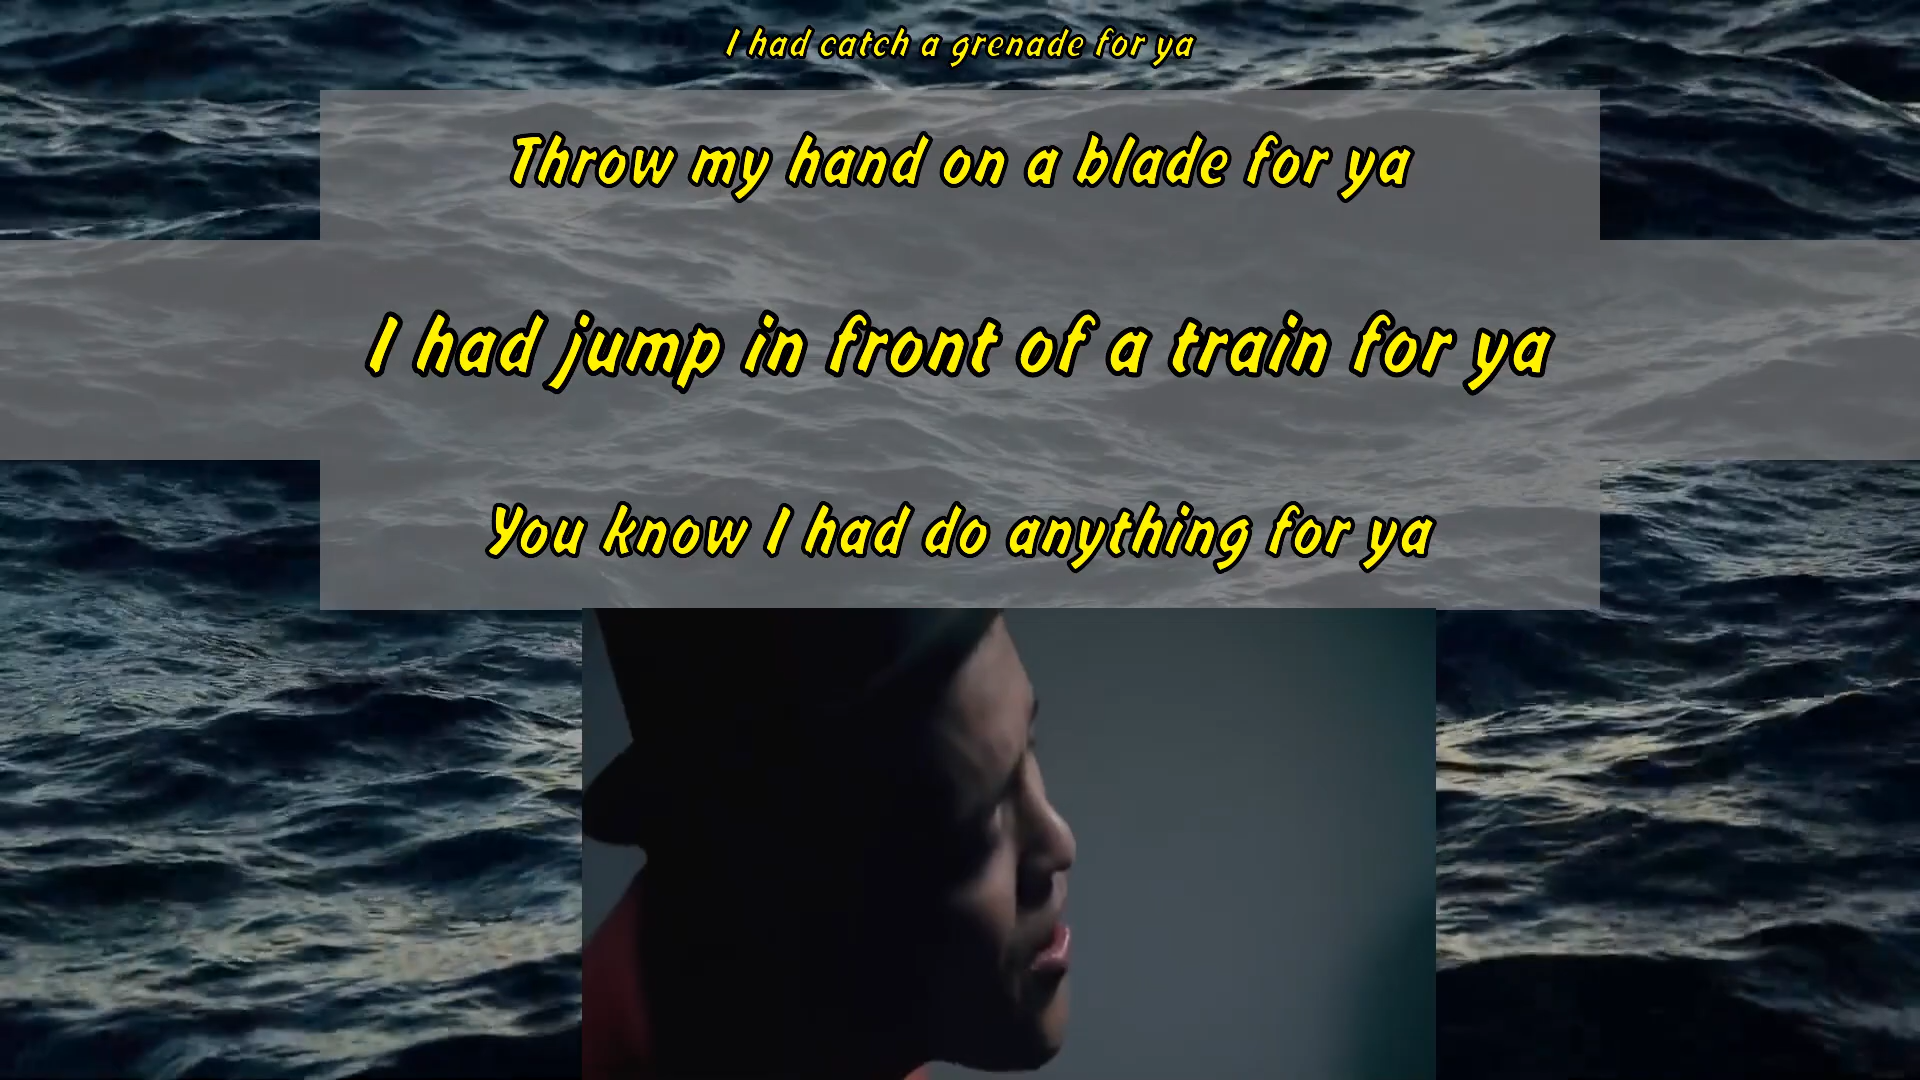 I had catch a grenade for ya
Throw my hand on a blade for ya
I had jump in front of a train for ya
You know I had do anything for ya